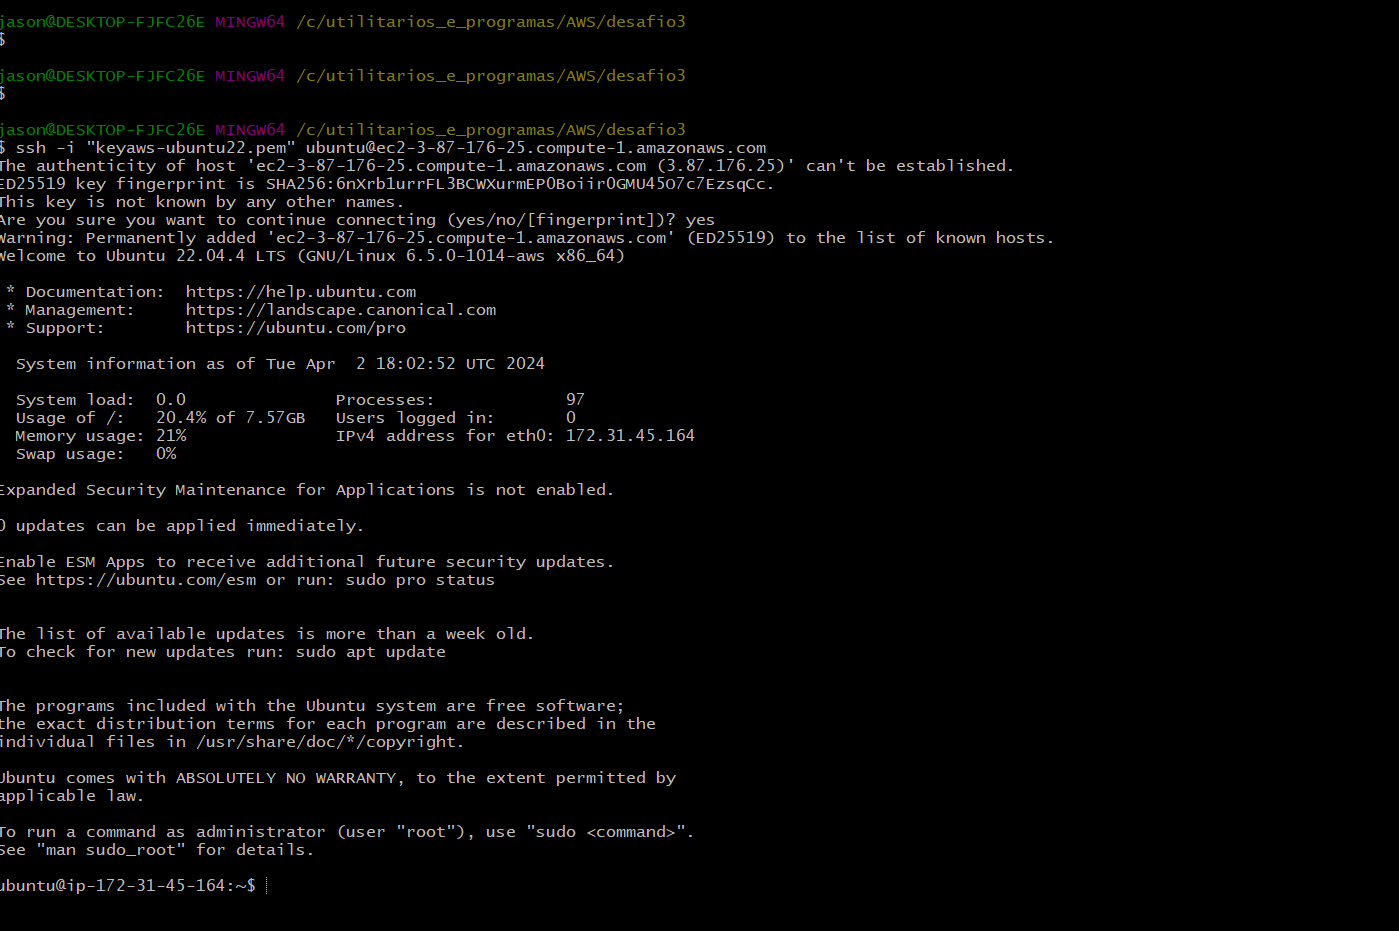 jason@DESKTOP-FJFC26E MINGW64 /c/utilitarios_e_programas/AWS/desafio3
$
jason@DESKTOP-FJFC26E MINGW64 /c/utilitarios_e_programas/AWS/desafio3
$
jason@DESKTOP-FJFC26E MINGW64 /c/utilitarios_e_programas/AWS/desafio3
$ ssh -i "keyaws-ubuntu22.pem" ubuntu@ec2-3-87-176-25.compute-1.amazonaws.com
The authenticity of host 'ec2-3-87-176-25.compute-1.amazonaws.com (3.87.176.25)' can't be established.
ED25519 key fingerprint is SHA256:6nXrb1urrFL3BCWXurmEP0Boiir0GMU45O7c7EzsqCc.
This key is not known by any other names.
Are you sure you want to continue connecting (yes/no/[fingerprint])? yes
Warning: Permanently added 'ec2-3-87-176-25.compute-1.amazonaws.com' (ED25519) to the list of known hosts.
Welcome to Ubuntu 22.04.4 LTS (GNU/Linux 6.5.0-1014-aws x86_64)
* Documentation: https://help.ubuntu.com
* Management: https://landscape.canonical.com
* Support: https://ubuntu.com/pro
System information as of Tue Apr 2 18:02:52 UTC 2024
System load: 0.0 Processes: 97
Usage of /: 20.4% of 7.57GB Users logged in: 0
Memory usage: 21% IPv4 address for eth0: 172.31.45.164
Swap usage: 0%
Expanded Security Maintenance for Applications is not enabled.
0 updates can be applied immediately.
Enable ESM Apps to receive additional future security updates.
See https://ubuntu.com/esm or run: sudo pro status
The list of available updates is more than a week old.
To check for new updates run: sudo apt update
The programs included with the Ubuntu system are free software;
the exact distribution terms for each program are described in the
individual files in /usr/share/doc/*/copyright.
Ubuntu comes with ABSOLUTELY NO WARRANTY, to the extent permitted by
applicable law.
To run a command as administrator (user "root"), use "sudo <command>".
See "man sudo_root" for details.
ubuntu@ip-172-31-45-164:~$